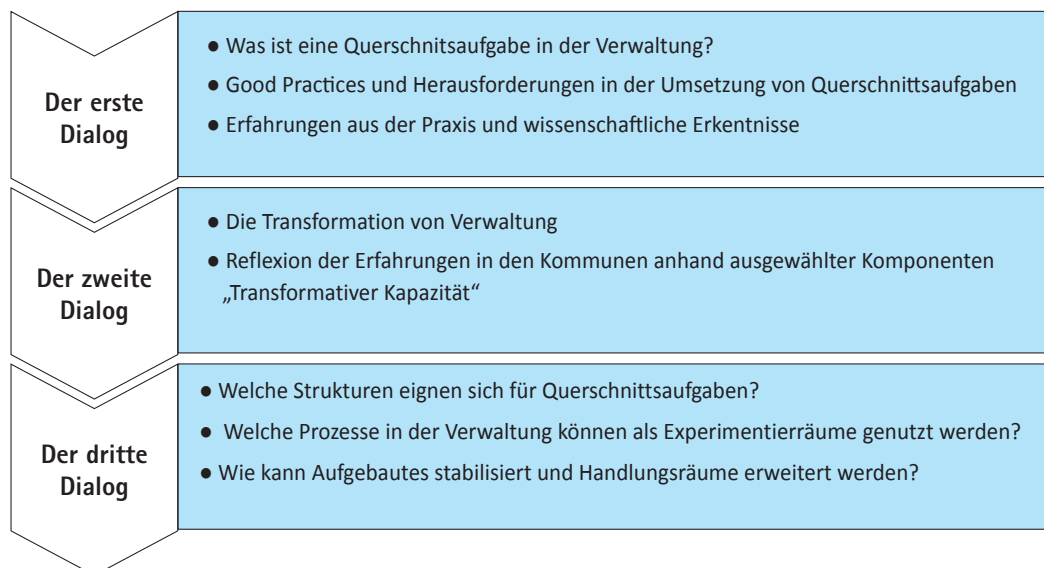 Der erste
Dialog
● Was ist eine Querschnitsaufgabe in der Verwaltung?
● Good Practices und Herausforderungen in der Umsetzung von Querschnittsaufgaben
● Erfahrungen aus der Praxis und wissenschaftliche Erkentnisse
Der zweite
Dialog
● Die Transformation von Verwaltung
● Reflexion der Erfahrungen in den Kommunen anhand ausgewählter Komponenten
„Transformativer Kapazität“
Der dritte
Dialog
● Welche Strukturen eignen sich für Querschnittsaufgaben?
● Welche Prozesse in der Verwaltung können als Experimentierräume genutzt werden?
● Wie kann Aufgebautes stabilisiert und Handlungsräume erweitert werden?